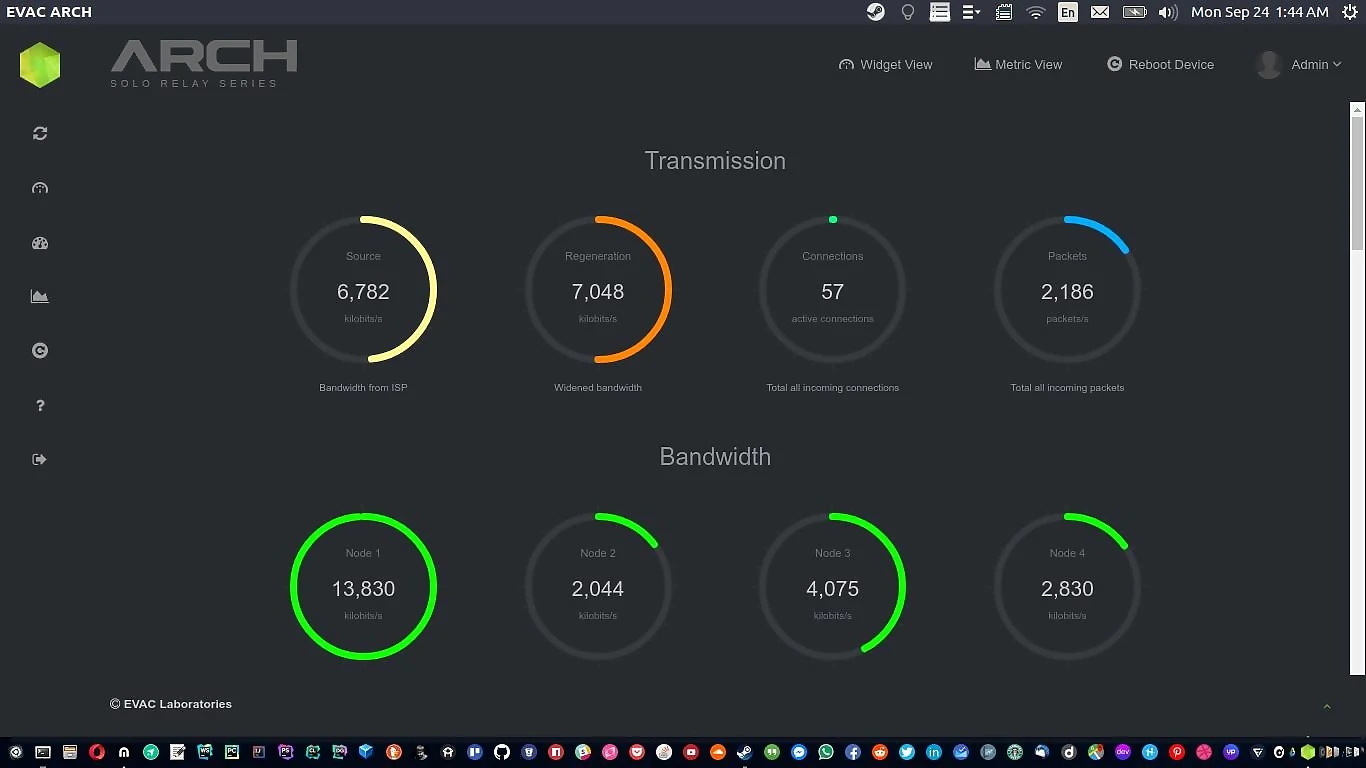 EVAC ARCH
En
Mon Sep 24 1:44 AM
ARCH
SOLO RELAY SERIES
Widget View
Metric View
Reboot Device
Admin
Transmission
Source
6,782
kilobits/s
Bandwidth from ISP
Regeneration
7,048
kilobits/s
Widened bandwidth
Connections
57
active connections
Total all incoming connections
Packets
2,186
packets/s
Total all incoming packets
Bandwidth
Node 1
13,830
kilobits/s
Node 2
2,044
kilobits/s
Node 3
4,075
kilobits/s
Node 4
2,830
kilobits/s
© EVAC Laboratories